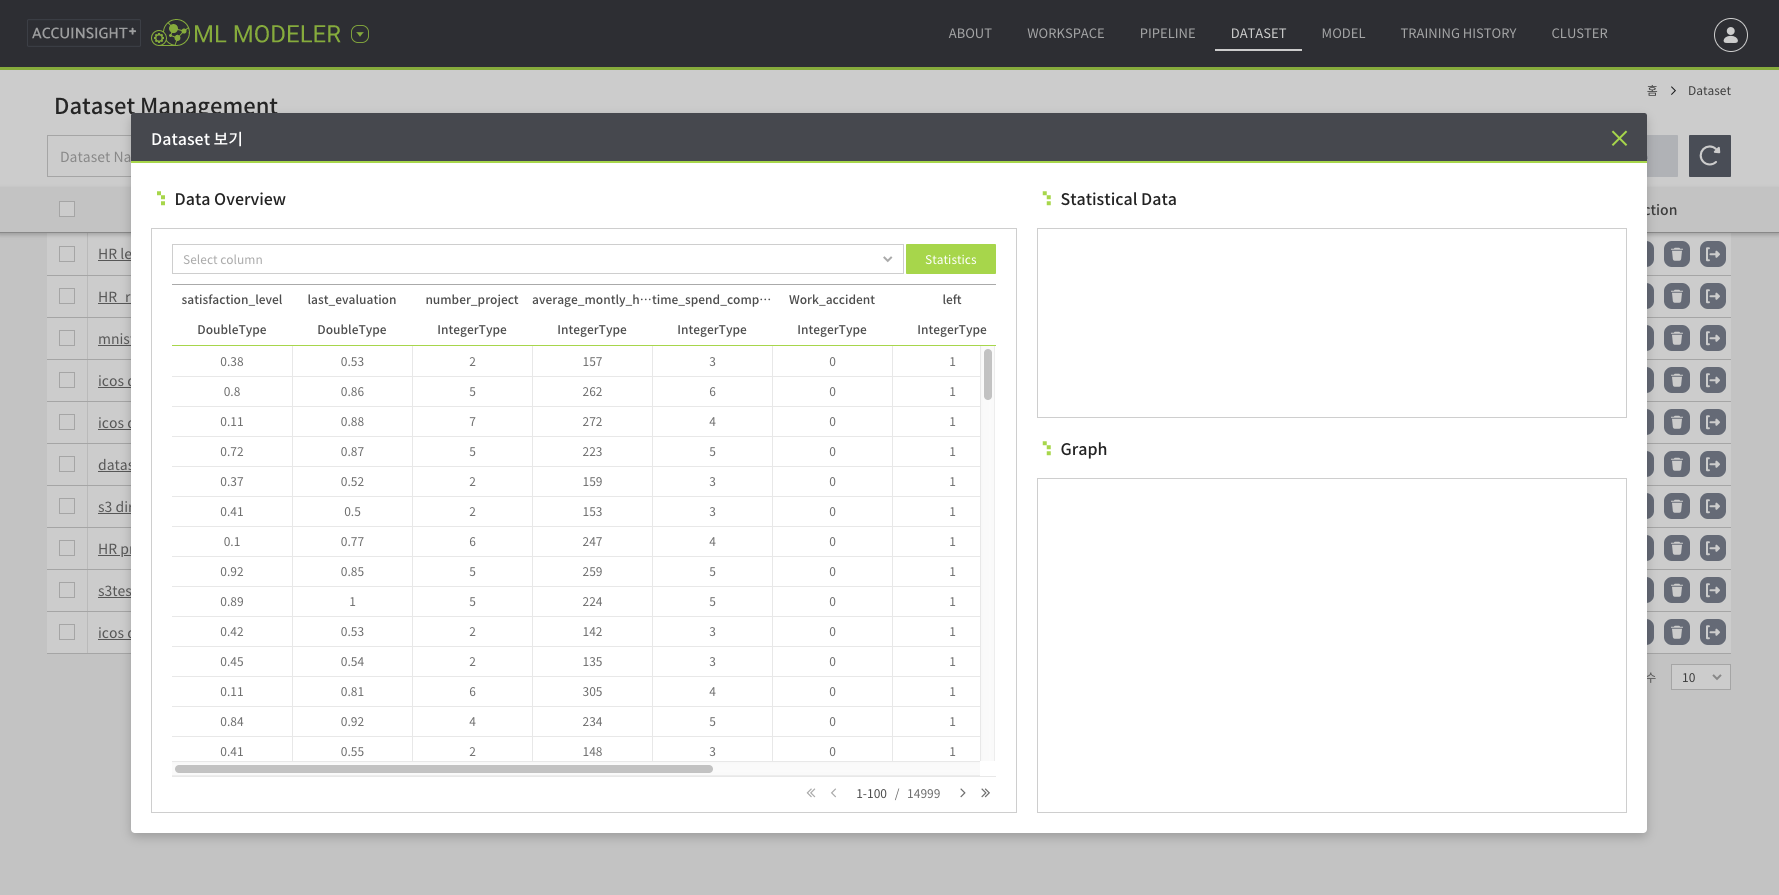 ACCUINSIGHT+ ML MODELER ABOUT WORKSPACE PIPELINE DATASET MODEL TRAINING HISTORY CLUSTER
홈 > Dataset
Dataset Management
Dataset 보기
Dataset
Data Overview
Select column Statistics
satisfaction_level last_evaluation number_project average_montly_h··· time_spend_comp··· Work_accident left
DoubleType DoubleType IntegerType IntegerType IntegerType IntegerType IntegerType
0.38 0.53 2 157 3 0 1
0.8 0.86 5 262 6 0 1
0.11 0.88 7 272 4 0 1
0.72 0.87 5 223 5 0 1
0.37 0.52 2 159 3 0 1
0.41 0.5 2 153 3 0 1
0.1 0.77 6 247 4 0 1
0.92 0.85 5 259 5 0 1
0.89 1 5 224 5 0 1
0.42 0.53 2 142 3 0 1
0.45 0.54 2 135 3 0 1
0.11 0.81 6 305 4 0 1
0.84 0.92 4 234 5 0 1
0.41 0.55 2 148 3 0 1
1-100 / 14999
Statistical Data
Graph
HR
HR
icos
icos
s3
HR
icos
수 10